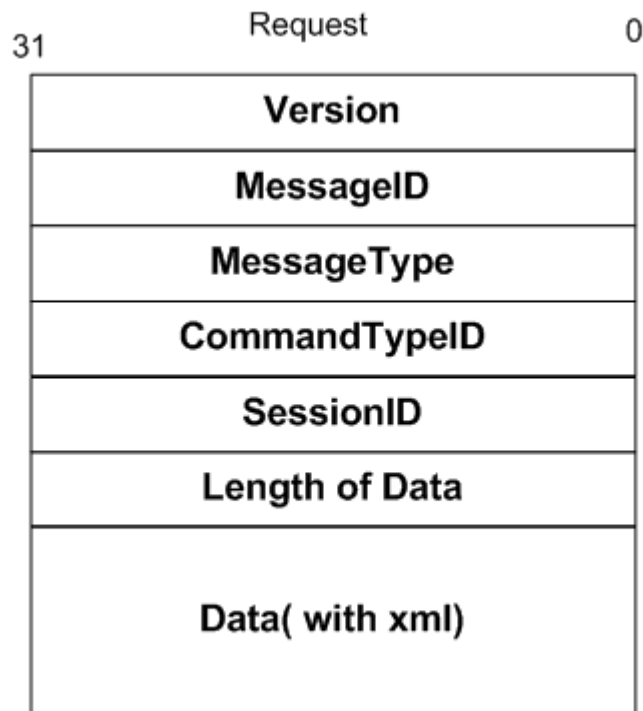 Request
31 0
Version
MessageID
MessageType
CommandTypeID
SessionID
Length of Data
Data( with xml)